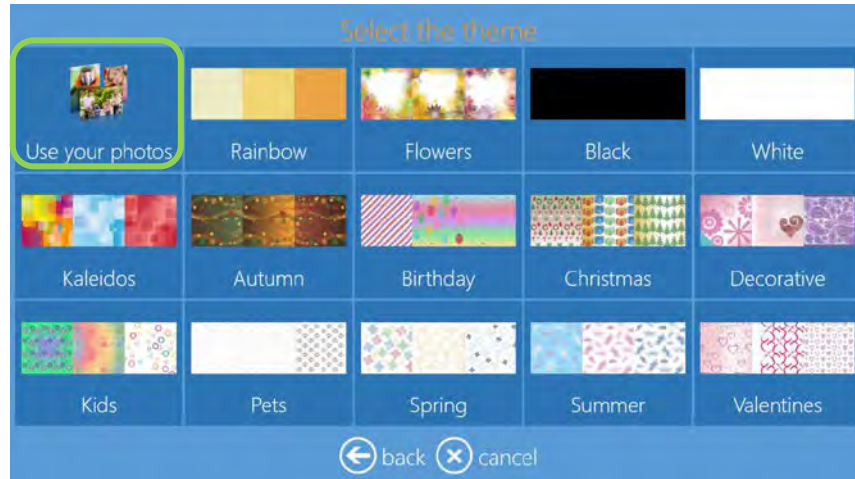 Select the theme
Use your photos
Rainbow
Flowers
Black
White
Kaleidos
Autumn
Birthday
Christmas
Decorative
Kids
Pets
Spring
Summer
Valentines
back
cancel